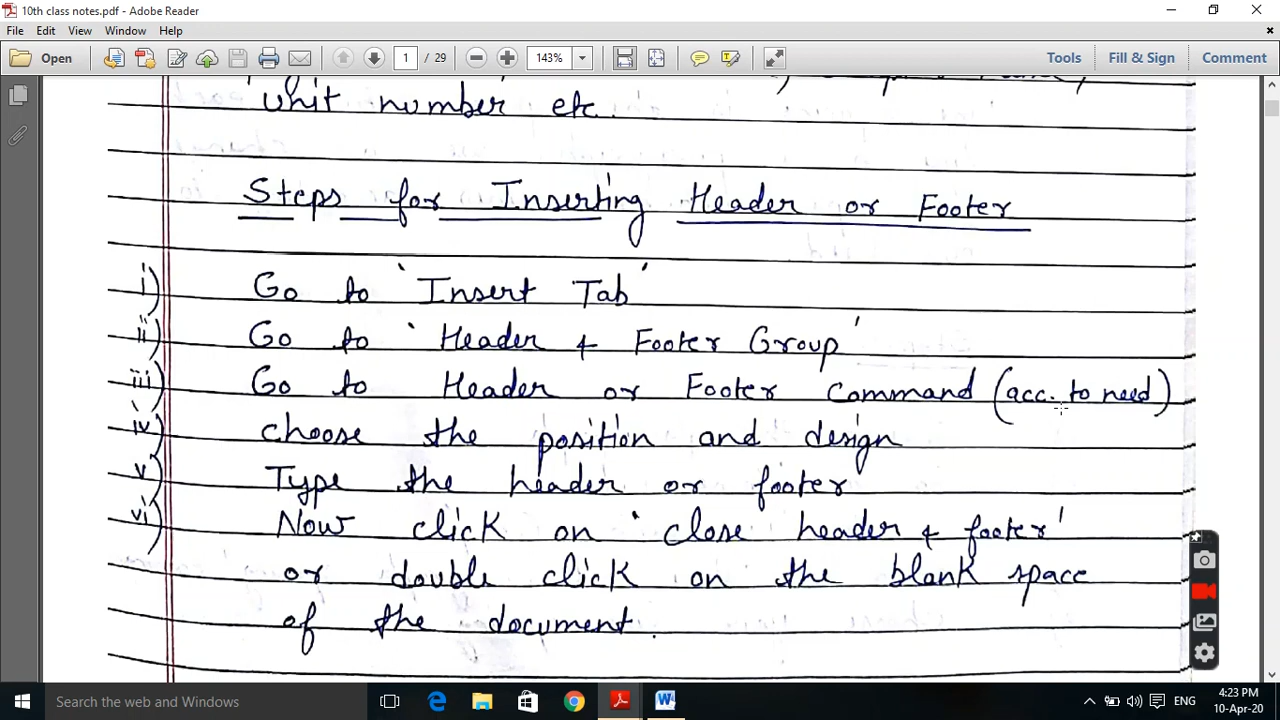 10th class notes.pdf - Adobe Reader
File Edit View Window Help
Open 1 / 29 143% Tools Fill & Sign Comment
unit number etc.
Steps for Inserting Header or Footer
i) Go to 'Insert Tab'
ii) Go to 'Header & Footer Group'
iii) Go to Header or Footer Command (acc. to need)
iv) choose the position and design
v) Type the header or footer
vi) Now click on 'close header & footer'
or double click on the blank space
of the document.
Search the web and Windows
ENG
4:23 PM
10-Apr-20